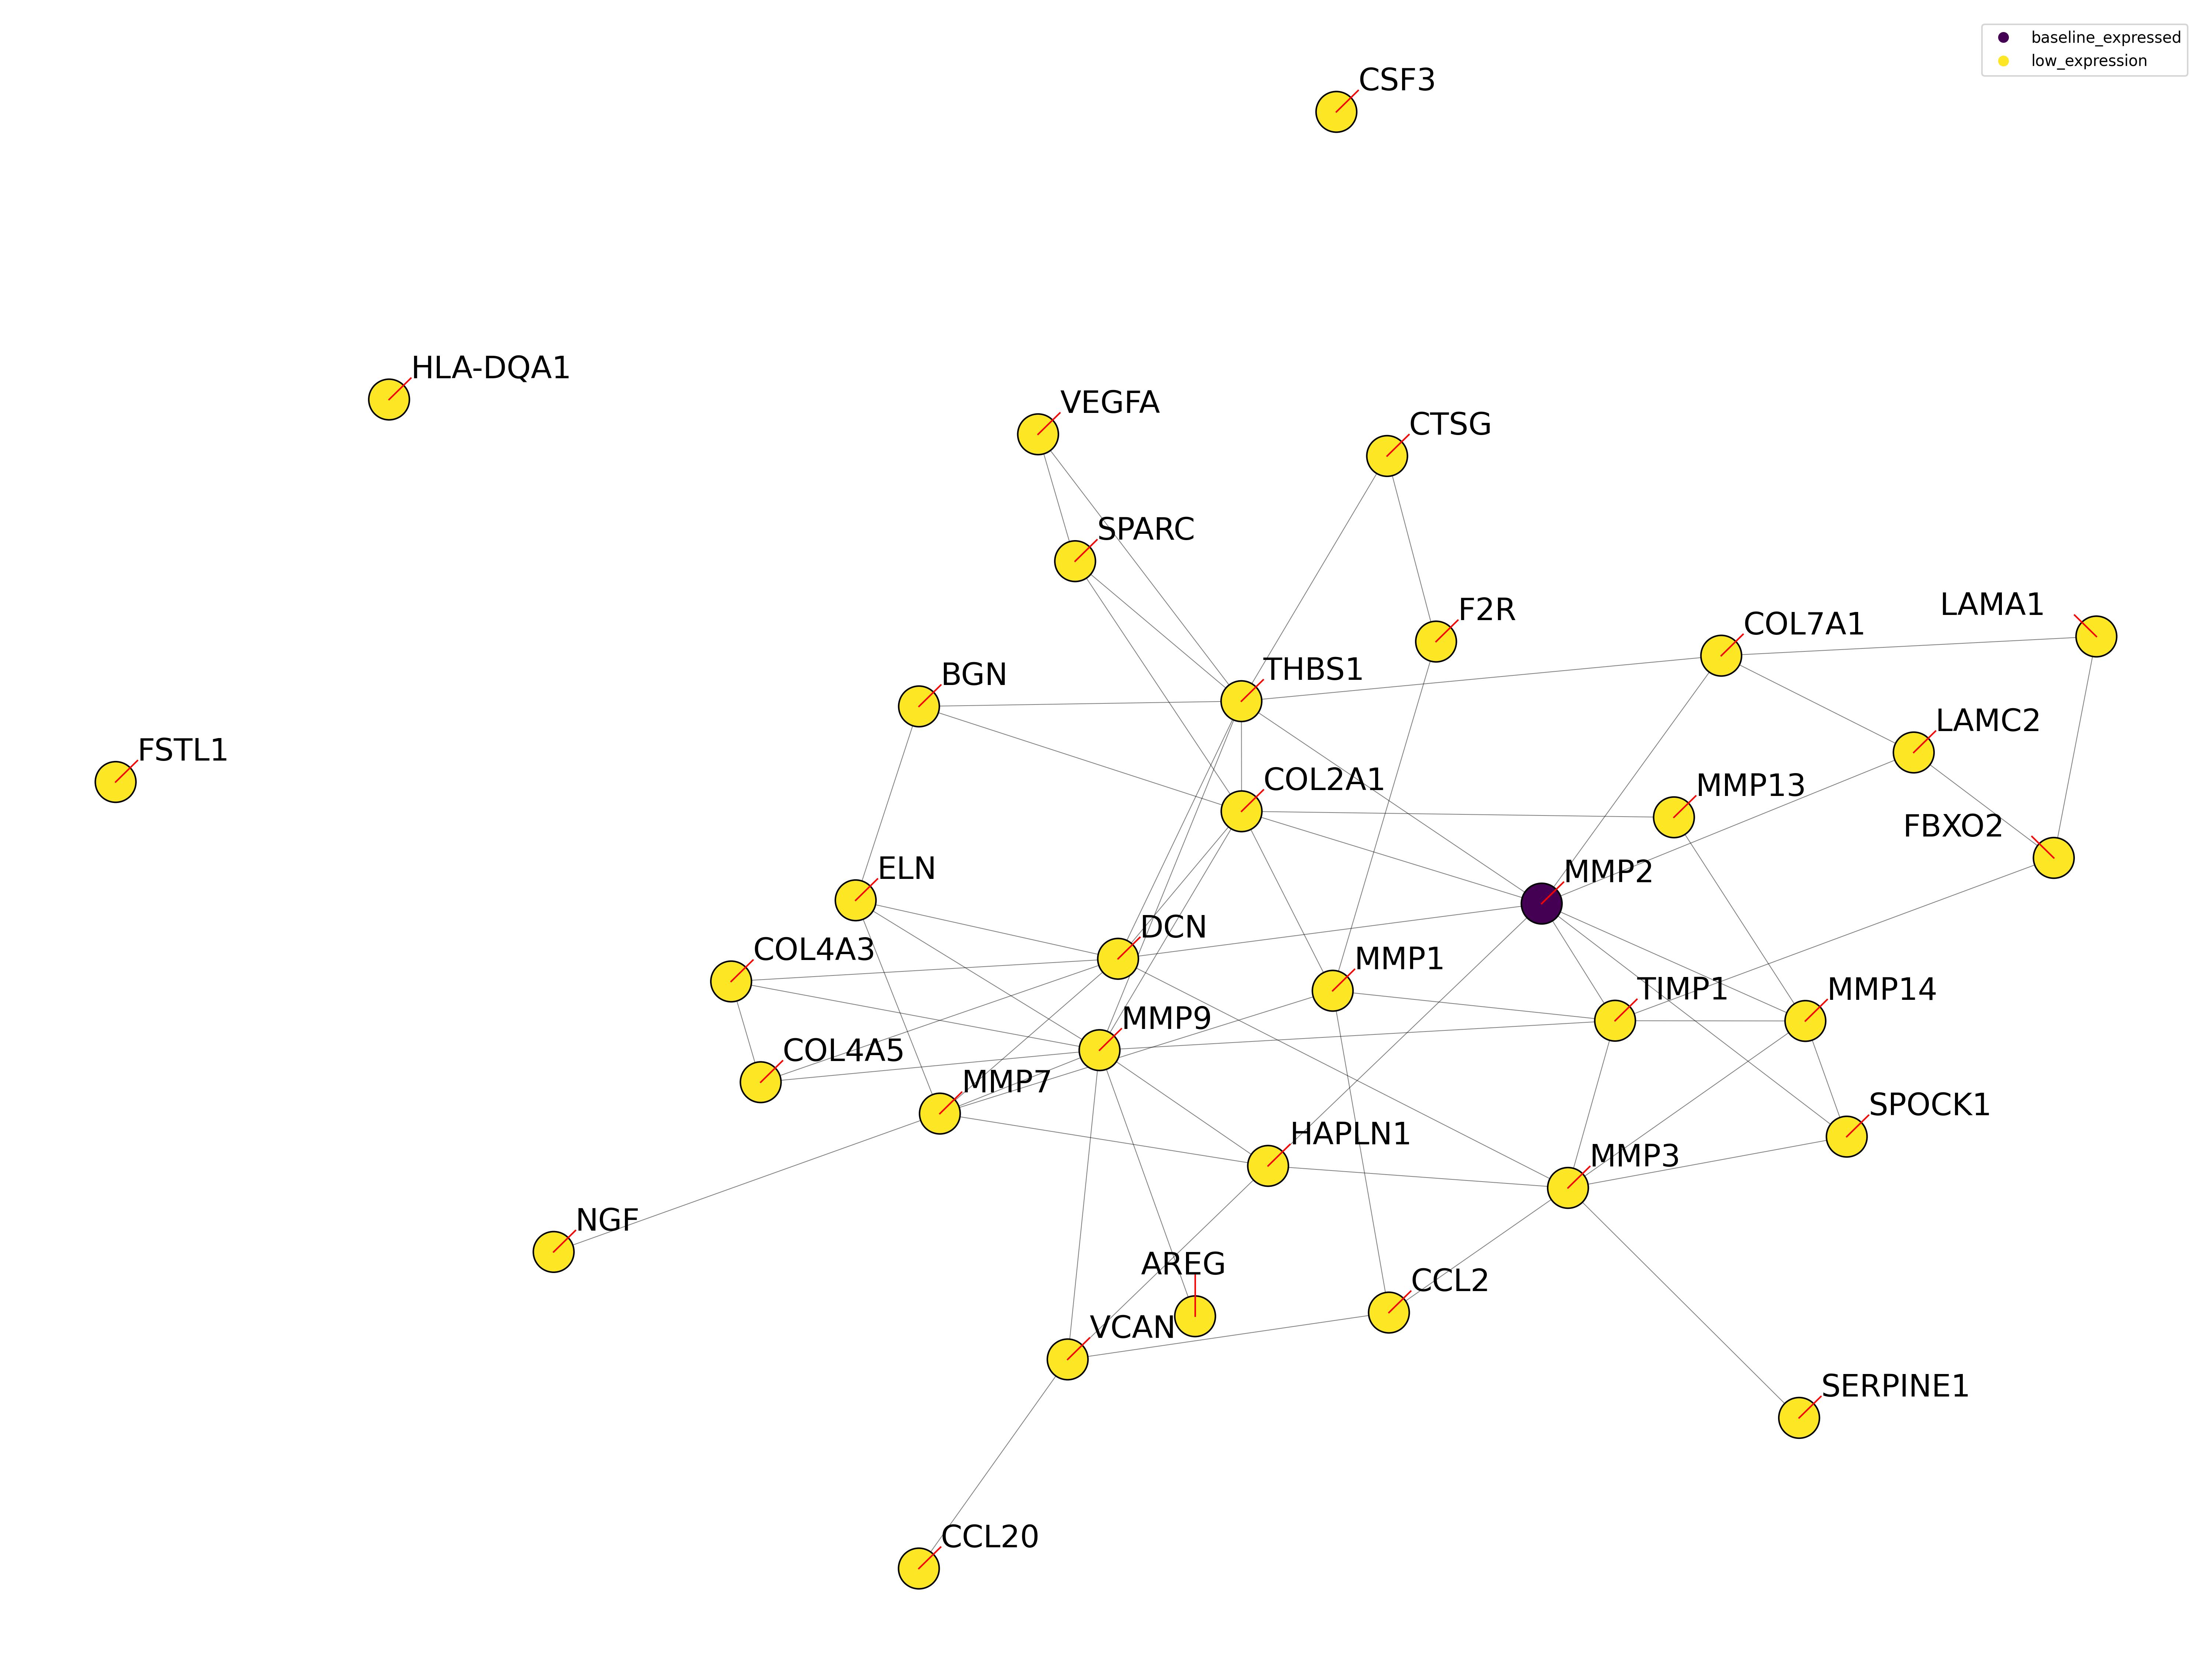 baseline_expressed
low_expression
CSF3
HLA-DQA1
VEGFA
CTSG
SPARC
F2R
LAMA1
COL7A1
THBS1
BGN
LAMC2
FSTL1
COL2A1
MMP13
FBXO2
ELN
MMP2
DCN
COL4A3
MMP1
TIMP1
MMP14
MMP9
COL4A5
MMP7
SPOCK1
HAPLN1
MMP3
NGF
AREG
CCL2
VCAN
SERPINE1
CCL20